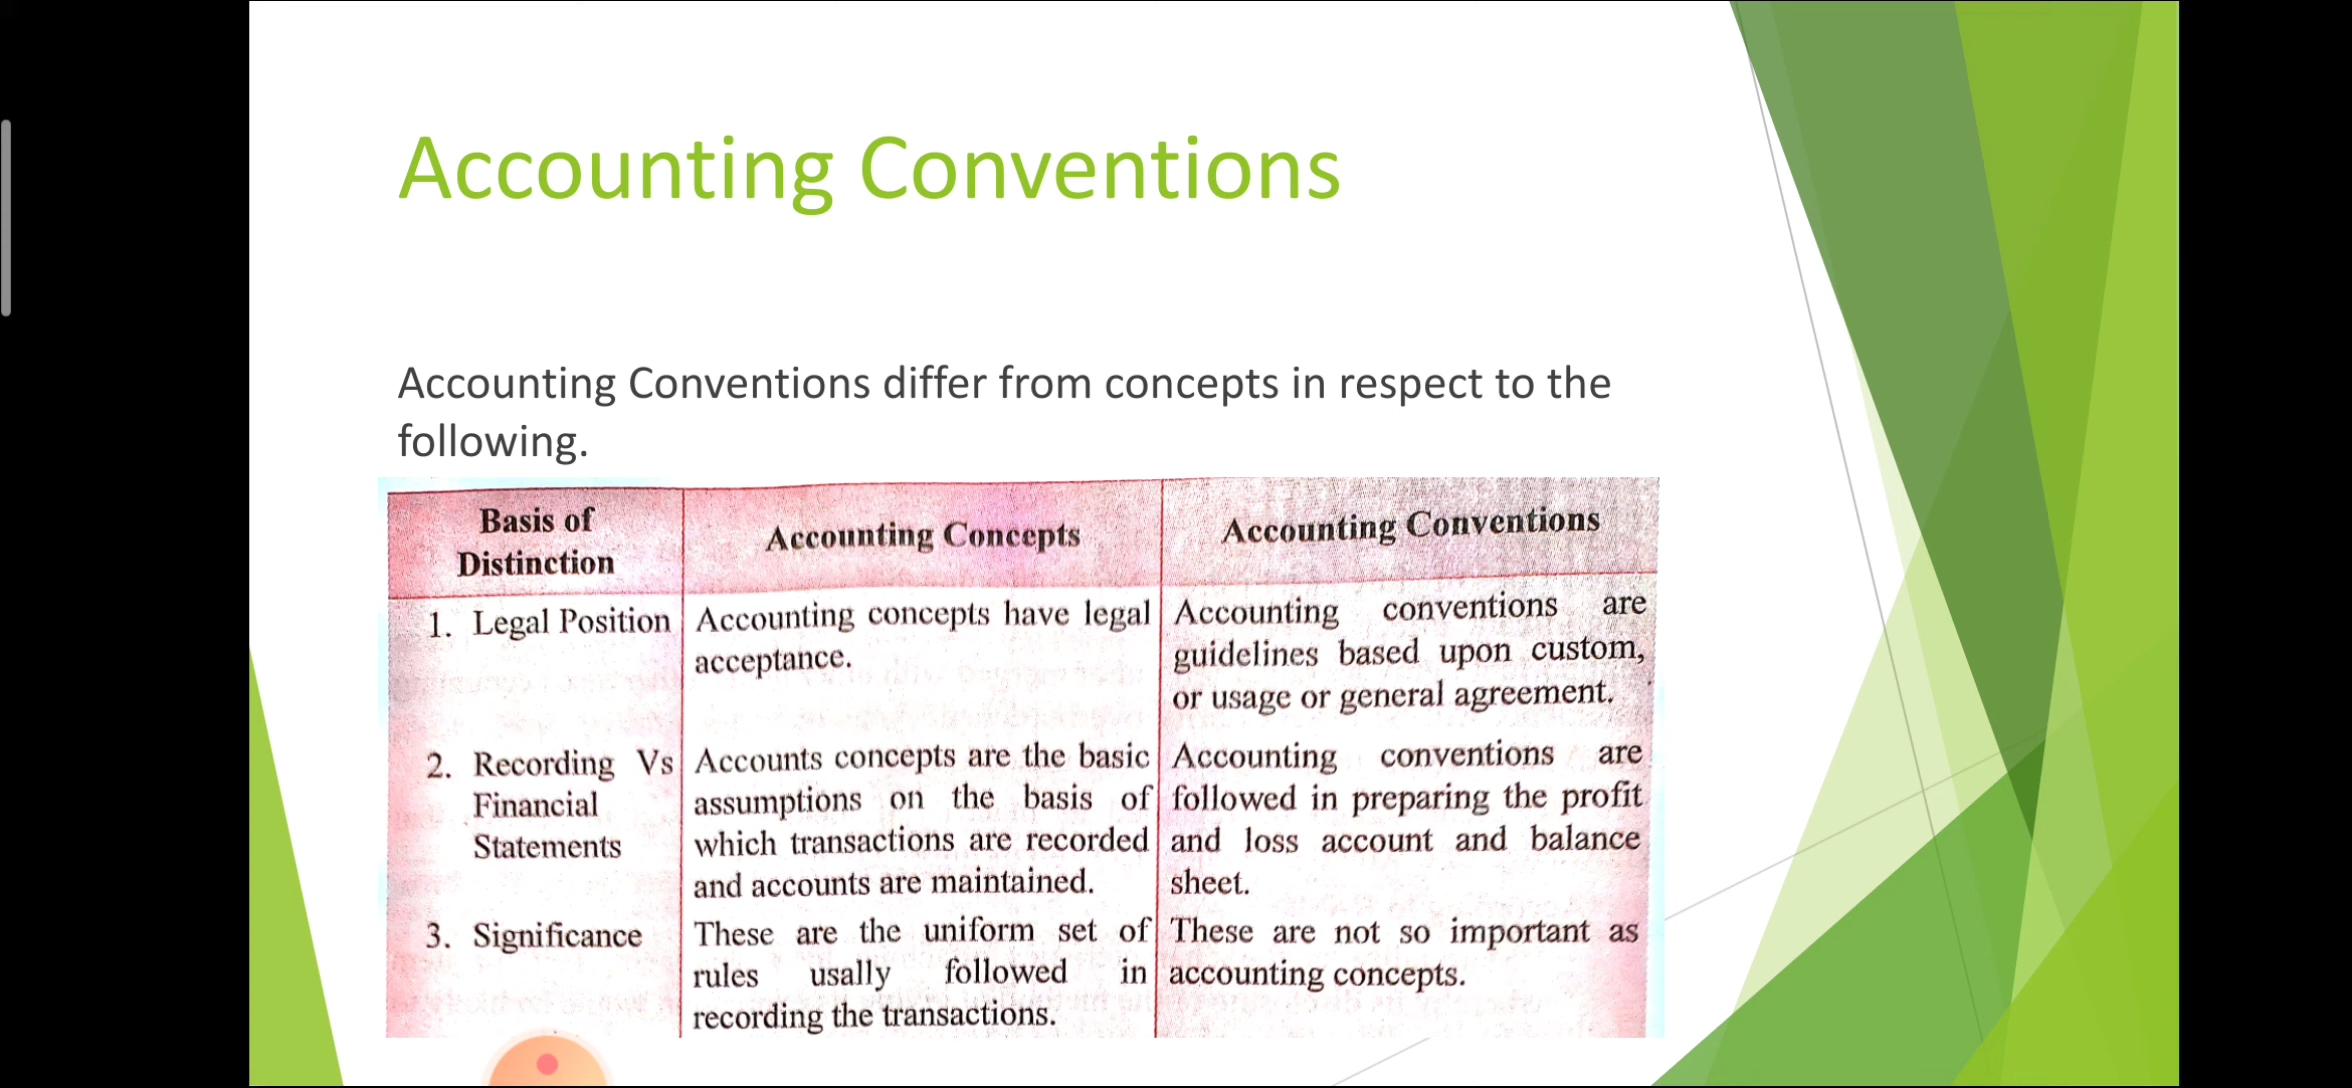 Accounting Conventions
Accounting Conventions differ from concepts in respect to the
following.
Basis of
Distinction
Accounting Concepts
Accounting Conventions
1. Legal Position
Accounting concepts have legal
acceptance.
Accounting conventions are
guidelines based upon custom,
or usage or general agreement.
2. Recording Vs
Financial
Statements
Accounts concepts are the basic
assumptions on the basis of
which transactions are recorded
and accounts are maintained.
Accounting conventions are
followed in preparing the profit
and loss account and balance
sheet.
3. Significance
These are the uniform set of
rules usally followed in
recording the transactions.
These are not so important as
accounting concepts.